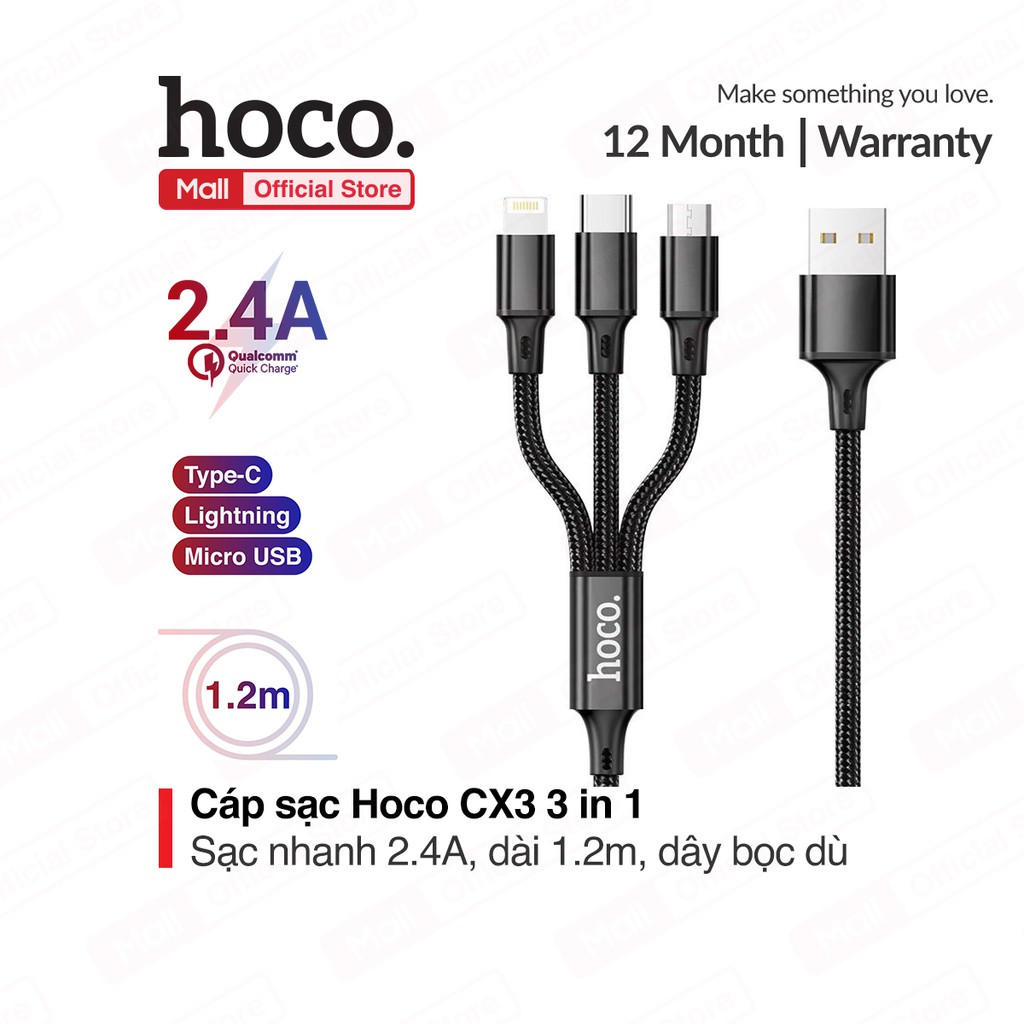 hoco.
Mall Official Store
Make something you love.
12 Month | Warranty
2.4A
Qualcomm
Quick Charge
Type-C
Lightning
Micro USB
1.2m
hoco.
Cáp sạc Hoco CX3 3 in 1
Sạc nhanh 2.4A, dài 1.2m, dây bọc dù